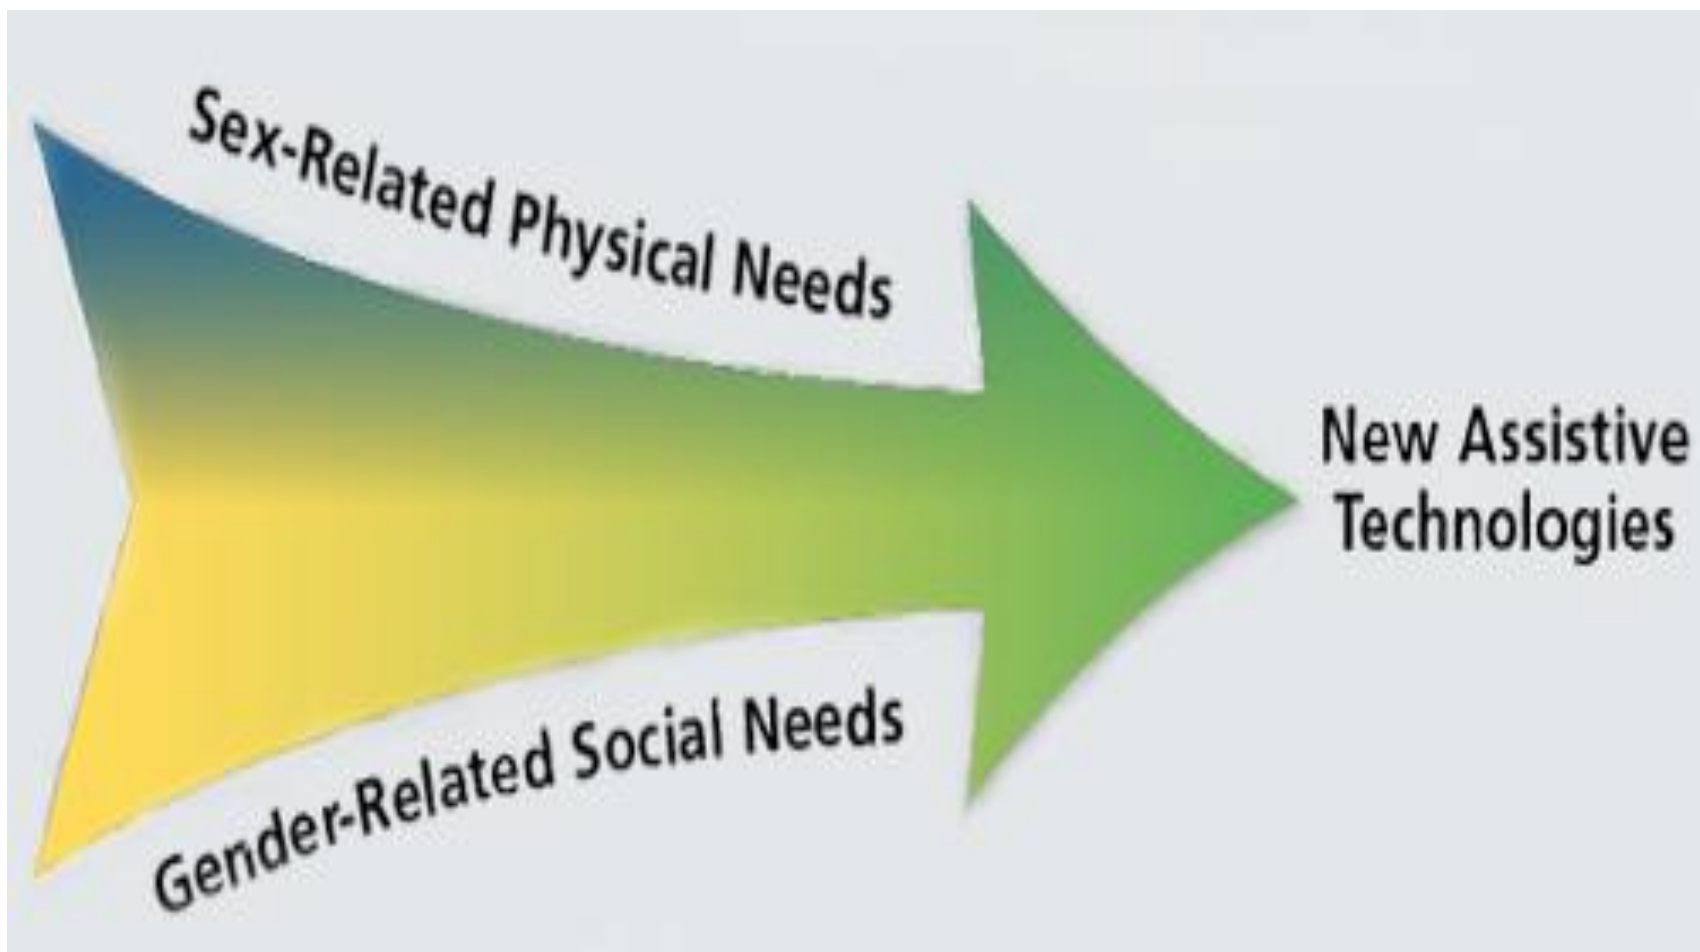 Sex-Related Physical Needs
New Assistive
Technologies
Gender-Related Social Needs